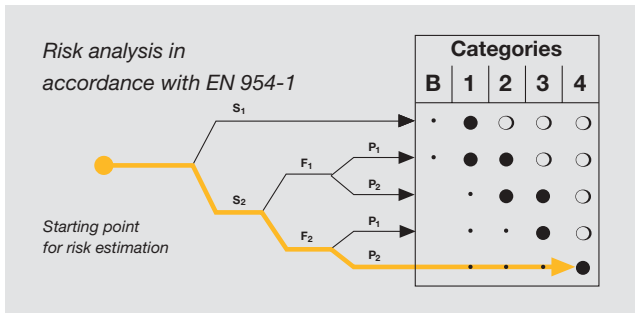 Risk analysis in
accordance with EN 954-1
Categories
B 1 2 3 4
S1
F1
P1
P2
S2
F2
P1
P2
Starting point
for risk estimation